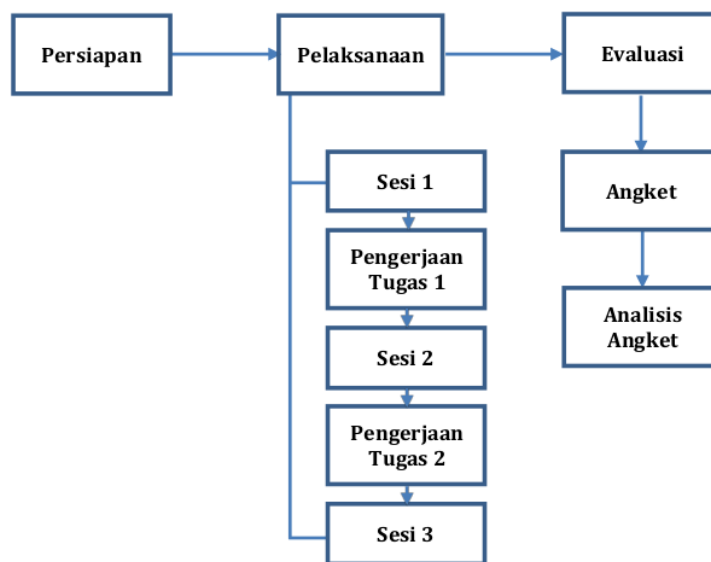 Persiapan
Pelaksanaan
Evaluasi
Sesi 1
Pengerjaan
Tugas 1
Sesi 2
Pengerjaan
Tugas 2
Sesi 3
Angket
Analisis
Angket